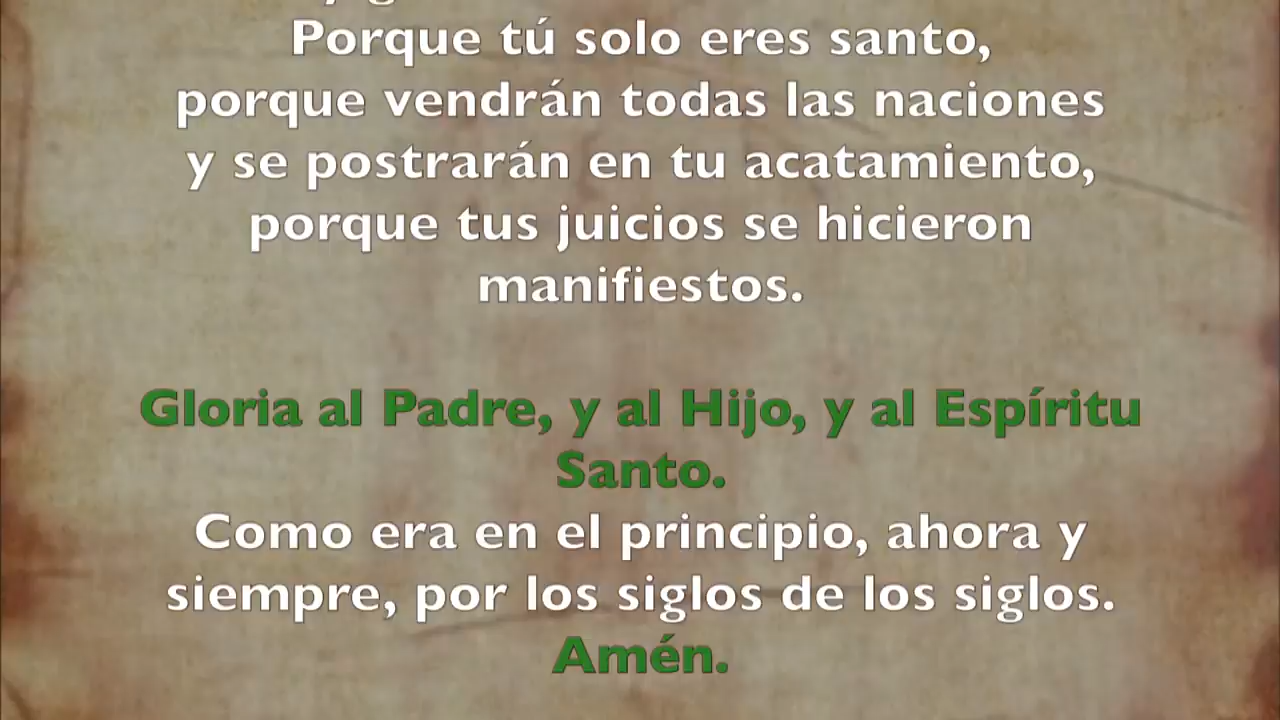 Porque tú solo eres santo,
porque vendrán todas las naciones
y se postrarán en tu acatamiento,
porque tus juicios se hicieron
manifiestos.
Gloria al Padre, y al Hijo, y al Espíritu
Santo.
Como era en el principio, ahora y
siempre, por los siglos de los siglos.
Amén.